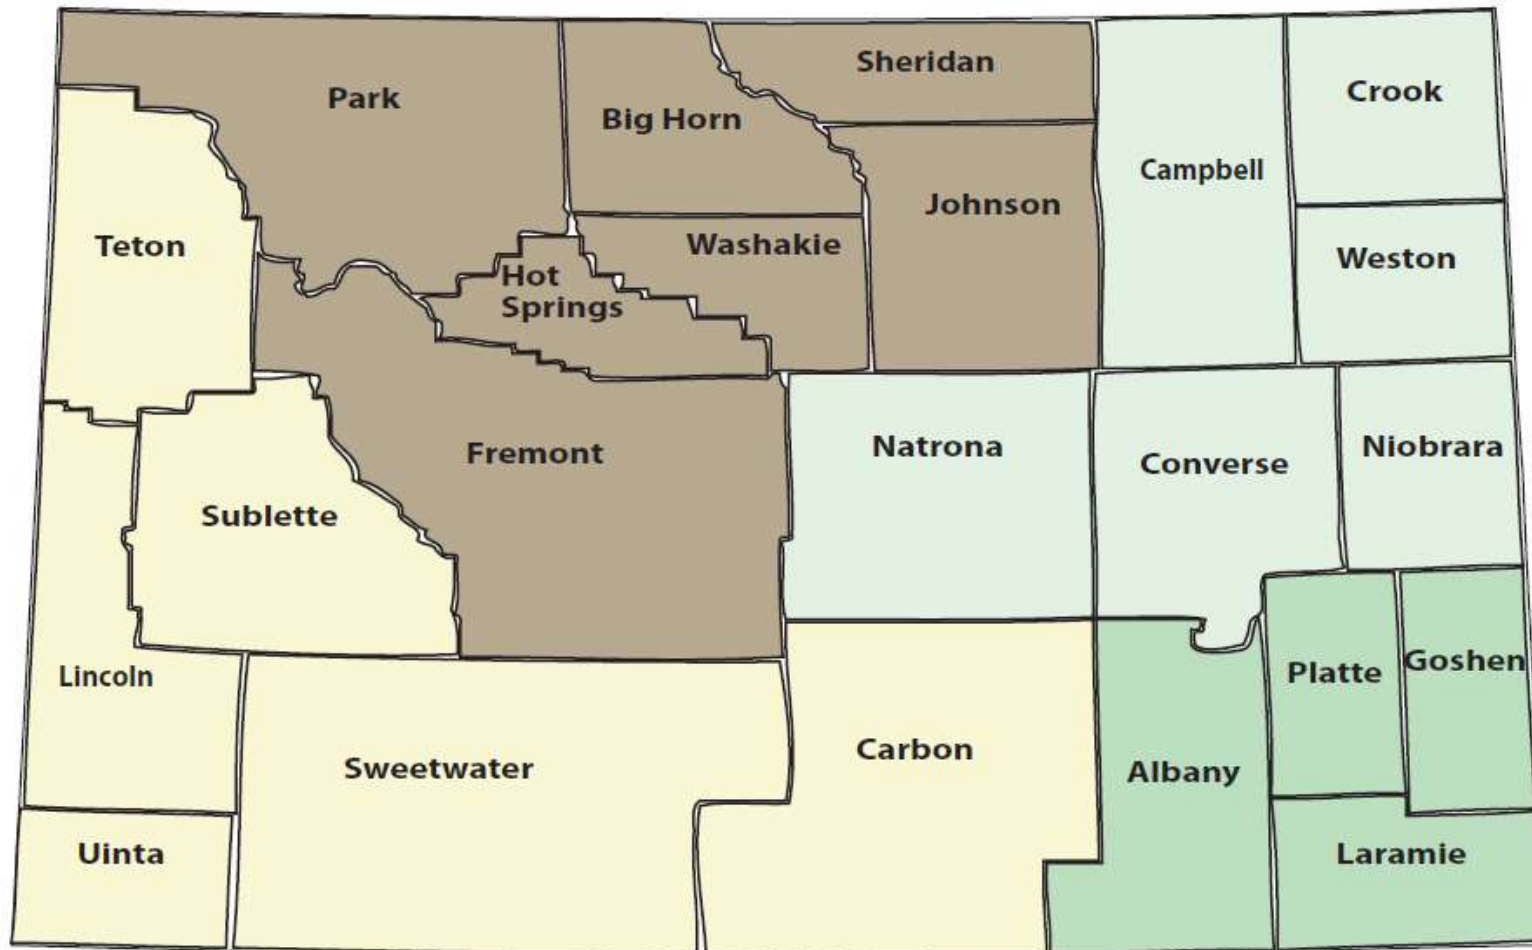 Sheridan
Crook
Park
Big Horn
Campbell
Johnson
Teton
Washakie
Weston
Hot
Springs
Natrona
Niobrara
Fremont
Converse
Sublette
Goshen
Platte
Lincoln
Carbon
Sweetwater
Albany
Uinta
Laramie